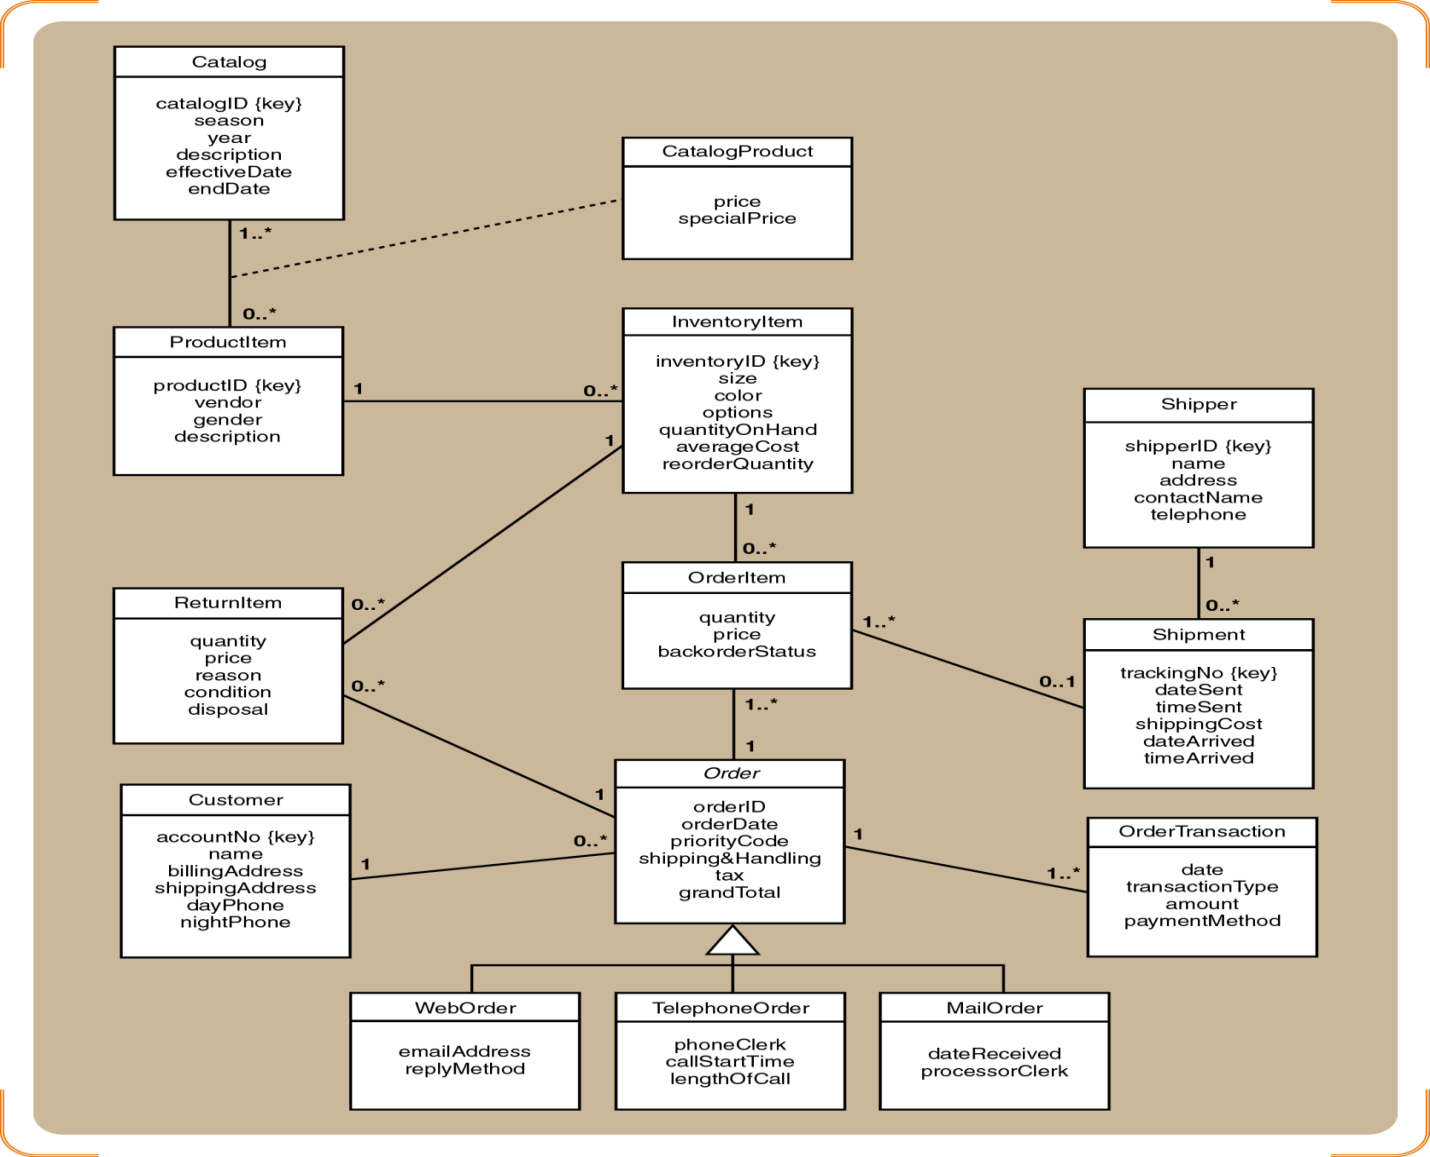 Catalog
catalogID {key}
season
year
description
effectiveDate
endDate
1..*
0..*
CatalogProduct
price
specialPrice
ProductItem
productID {key}
vendor
gender
description
1
0..*
InventoryItem
inventoryID {key}
size
color
options
quantityOnHand
averageCost
reorderQuantity
1
1
0..*
Shipper
shipperID {key}
name
address
contactName
telephone
1
0..*
ReturnItem
quantity
price
reason
condition
disposal
0..*
0..*
OrderItem
quantity
price
backorderStatus
1..*
0..1
1..*
1
Shipment
trackingNo {key}
dateSent
timeSent
shippingCost
dateArrived
timeArrived
Customer
accountNo {key}
name
billingAddress
shippingAddress
dayPhone
nightPhone
1
1
0..*
Order
orderID
orderDate
priorityCode
shipping&Handling
tax
grandTotal
1
1..*
OrderTransaction
date
transactionType
amount
paymentMethod
WebOrder
emailAddress
replyMethod
TelephoneOrder
phoneClerk
callStartTime
lengthOfCall
MailOrder
dateReceived
processorClerk